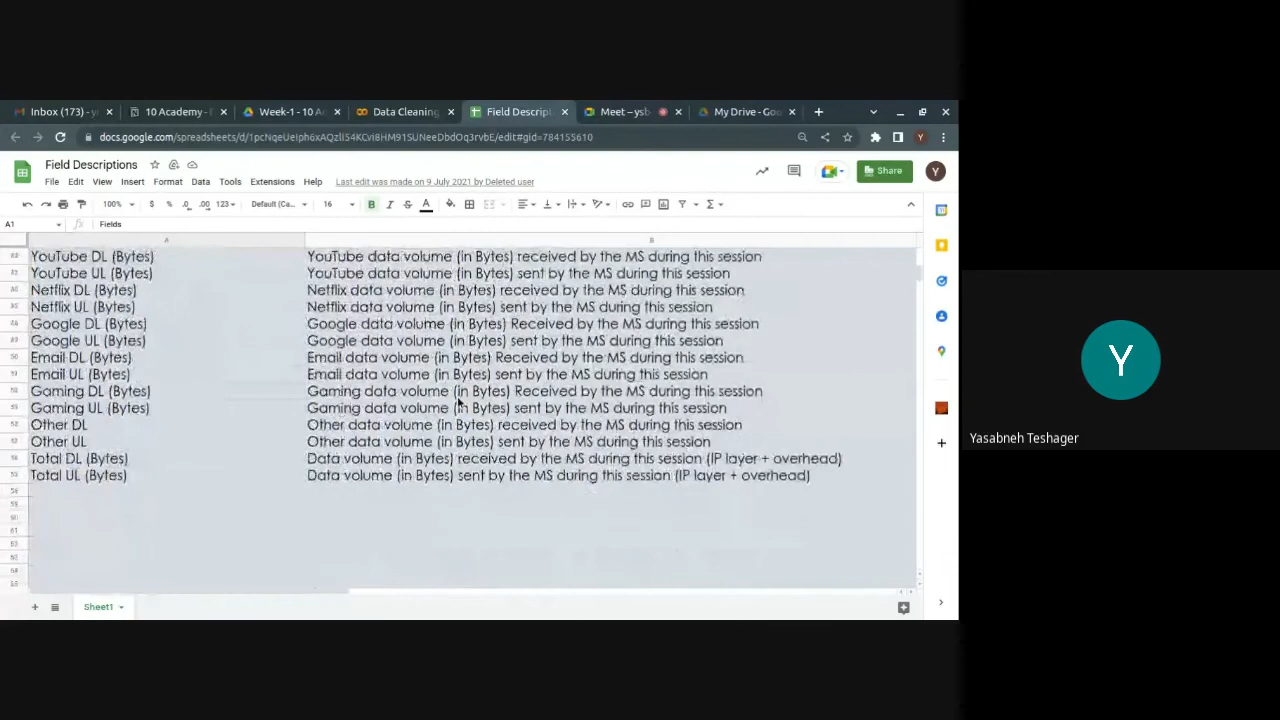 Inbox (173) - y
10 Academy -
Week-1 - 10 A
Data Cleaning
Field Descript
Meet – ysb
My Drive - Goo
docs.google.com/spreadsheets/d/
/edit#gid=784155610
Field Descriptions
Share
Y
File Edit View Insert Format Data Tools Extensions Help
Last edit was made on 9 July 2021 by Deleted user
100% $ % .0 .00 123 Default (Ca... 16 B I S A
A1
fx Fields
A B
YouTube DL (Bytes) YouTube data volume (in Bytes) received by the MS during this session
YouTube UL (Bytes) YouTube data volume (in Bytes) sent by the MS during this session
Netflix DL (Bytes) Netflix data volume (in Bytes) received by the MS during this session
Netflix UL (Bytes) Netflix data volume (in Bytes) sent by the MS during this session
Google DL (Bytes) Google data volume (in Bytes) Received by the MS during this session
Google UL (Bytes) Google data volume (in Bytes) sent by the MS during this session
Email DL (Bytes) Email data volume (in Bytes) Received by the MS during this session
Email UL (Bytes) Email data volume (in Bytes) sent by the MS during this session
Gaming DL (Bytes) Gaming data volume (in Bytes) Received by the MS during this session
Gaming UL (Bytes) Gaming data volume (in Bytes) sent by the MS during this session
Other DL Other data volume (in Bytes) received by the MS during this session
Other UL Other data volume (in Bytes) sent by the MS during this session
Total DL (Bytes) Data volume (in Bytes) received by the MS during this session (IP layer + overhead)
Total UL (Bytes) Data volume (in Bytes) sent by the MS during this session (IP layer + overhead)
Sheet1
Y
Yasabneh Teshager